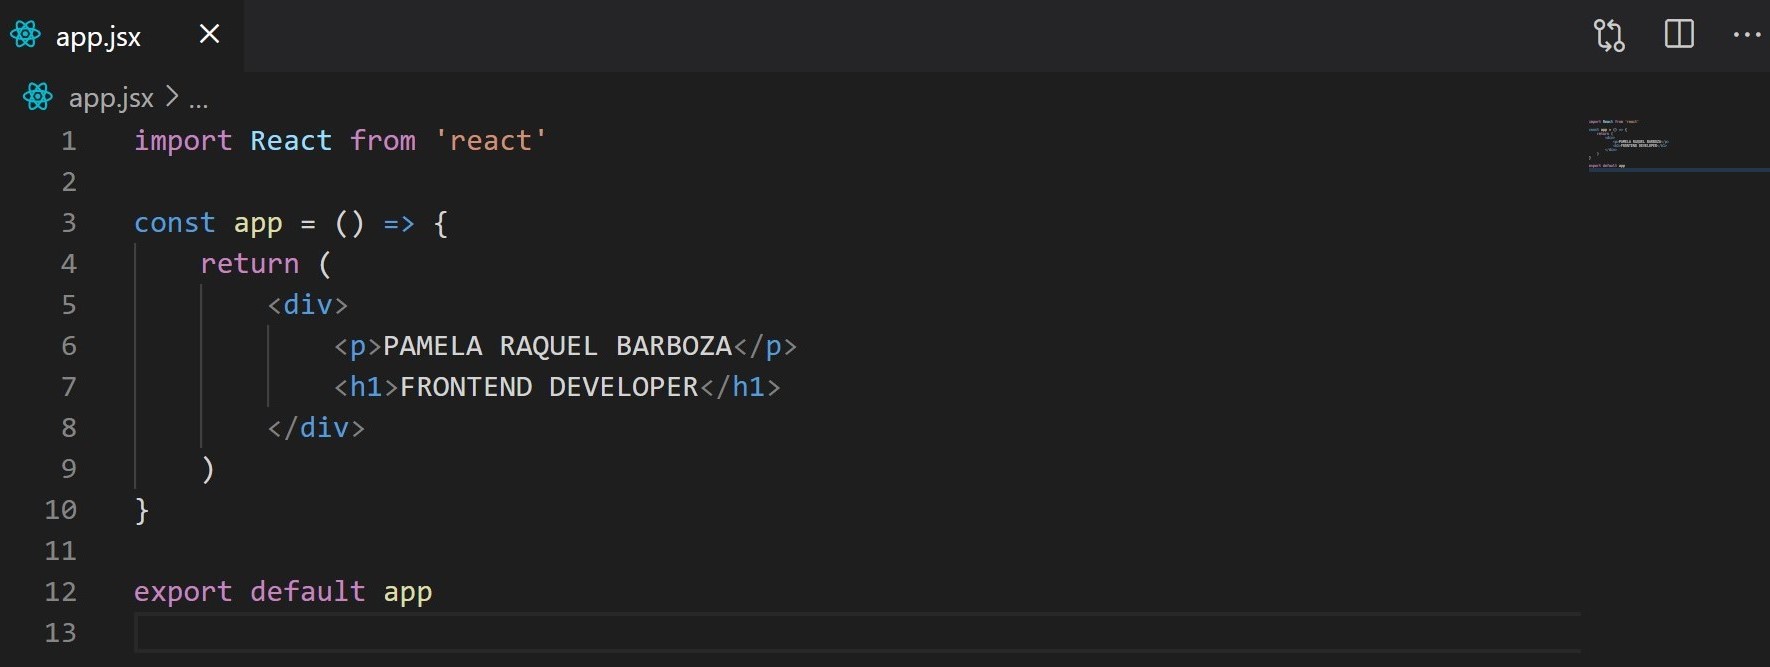 app.jsx
app.jsx > ...
1 import React from 'react'
2
3 const app = () => {
4     return (
5         <div>
6             <p>PAMELA RAQUEL BARBOZA</p>
7             <h1>FRONTEND DEVELOPER</h1>
8         </div>
9     )
10 }
11
12 export default app
13